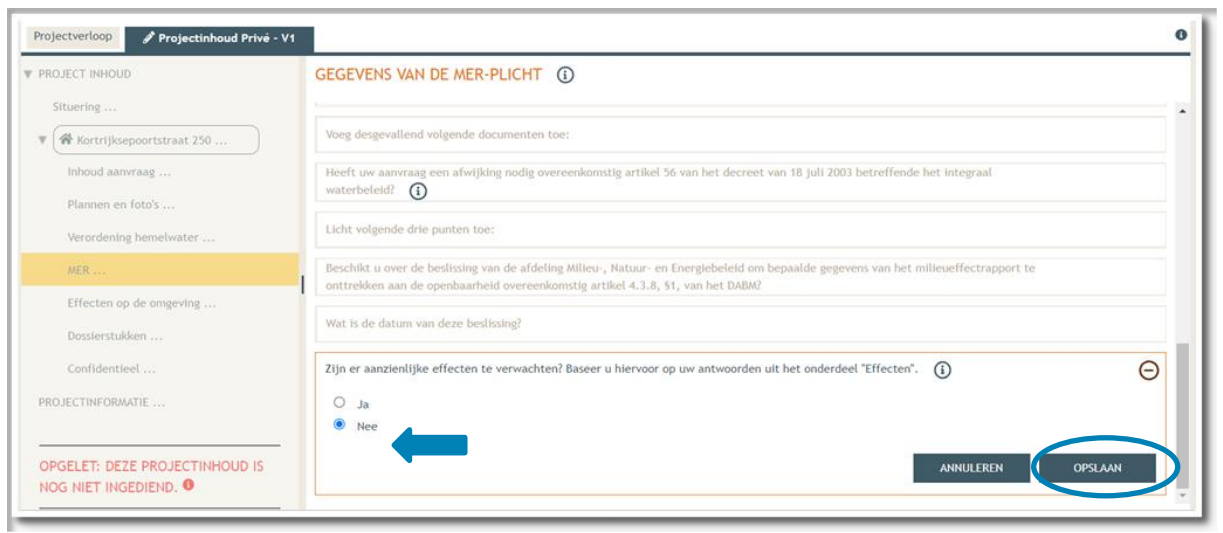 Projectverloop
Projectinhoud Privé - V1
PROJECT INHOUD
Situering ...
Kortrijksepoortstraat 250 ...
Inhoud aanvraag ...
Plannen en foto's ...
Verordening hemelwater ...
MER ...
Effecten op de omgeving ...
Dossierstukken ...
Confidentieel ...
PROJECTINFORMATIE ...
OPGELET: DEZE PROJECTINHOUD IS
NOG NIET INGEDIEND.
GEGEVENS VAN DE MER-PLICHT
Voeg desgevallend volgende documenten toe:
Heeft uw aanvraag een afwijking nodig overeenkomstig artikel 56 van het decreet van 18 juli 2003 betreffende het integraal
waterbeleid?
Licht volgende drie punten toe:
Beschikt u over de beslissing van de afdeling Milieu-, Natuur- en Energiebeleid om bepaalde gegevens van het milieueffectrapport te
onttrekken aan de openbaarheid overeenkomstig artikel 4.3.8, §1, van het DABM?
Wat is de datum van deze beslissing?
Zijn er aanzienlijke effecten te verwachten? Baseer u hiervoor op uw antwoorden uit het onderdeel "Effecten".
Ja
Nee
ANNULEREN
OPSLAAN